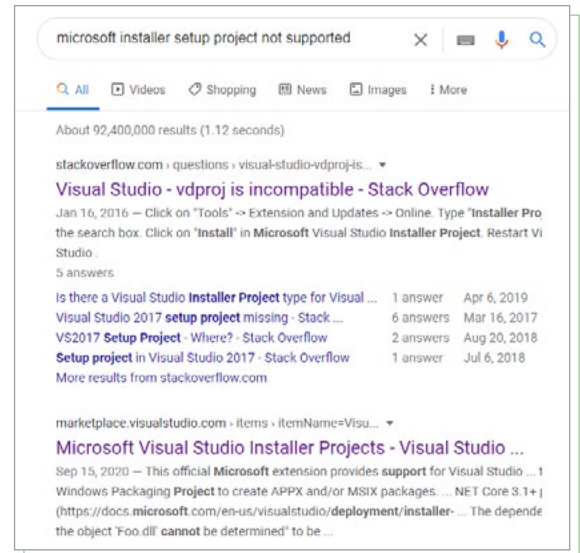 microsoft installer setup project not supported
All Videos Shopping News Images More
About 92,400,000 results (1.12 seconds)
stackoverflow.com › questions › visual-studio-vdproj-is...
Visual Studio - vdproj is incompatible - Stack Overflow
Jan 16, 2016 — Click on "Tools" -> Extension and Updates -> Online. Type "Installer Proj
the search box. Click on "Install" in Microsoft Visual Studio Installer Project. Restart Vi
Studio .
5 answers
Is there a Visual Studio Installer Project type for Visual ... 1 answer Apr 6, 2019
Visual Studio 2017 setup project missing - Stack ... 6 answers Mar 16, 2017
VS2017 Setup Project - Where? - Stack Overflow 2 answers Aug 20, 2018
Setup project in Visual Studio 2017 - Stack Overflow 1 answer Jul 6, 2018
More results from stackoverflow.com
marketplace.visualstudio.com › items › itemName=Visu...
Microsoft Visual Studio Installer Projects - Visual Studio ...
Sep 15, 2020 — This official Microsoft extension provides support for Visual Studio ... t
Windows Packaging Project to create APPX and/or MSIX packages. ... NET Core 3.1+
(https://docs.microsoft.com/en-us/visualstudio/deployment/installer- ... The depende
the object 'Foo.dll' cannot be determined" to be ...